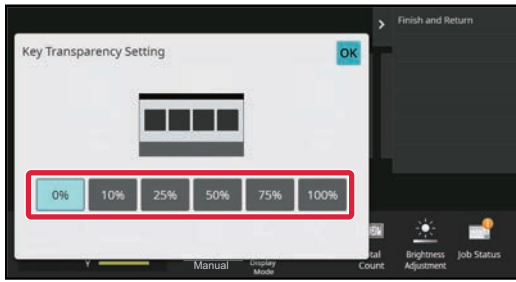 Finish and Return
Key Transparency Setting
OK
0% 10% 25% 50% 75% 100%
Y
Manual
Display
Mode
Count
Brightness
Adjustment
Job Status